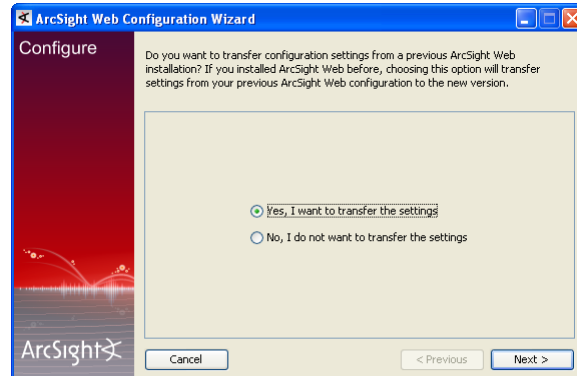 ArcSight Web Configuration Wizard
Configure
Do you want to transfer configuration settings from a previous ArcSight Web
installation? If you installed ArcSight Web before, choosing this option will transfer
settings from your previous ArcSight Web configuration to the new version.
Yes, I want to transfer the settings
No, I do not want to transfer the settings
ArcSight
Cancel
< Previous
Next >